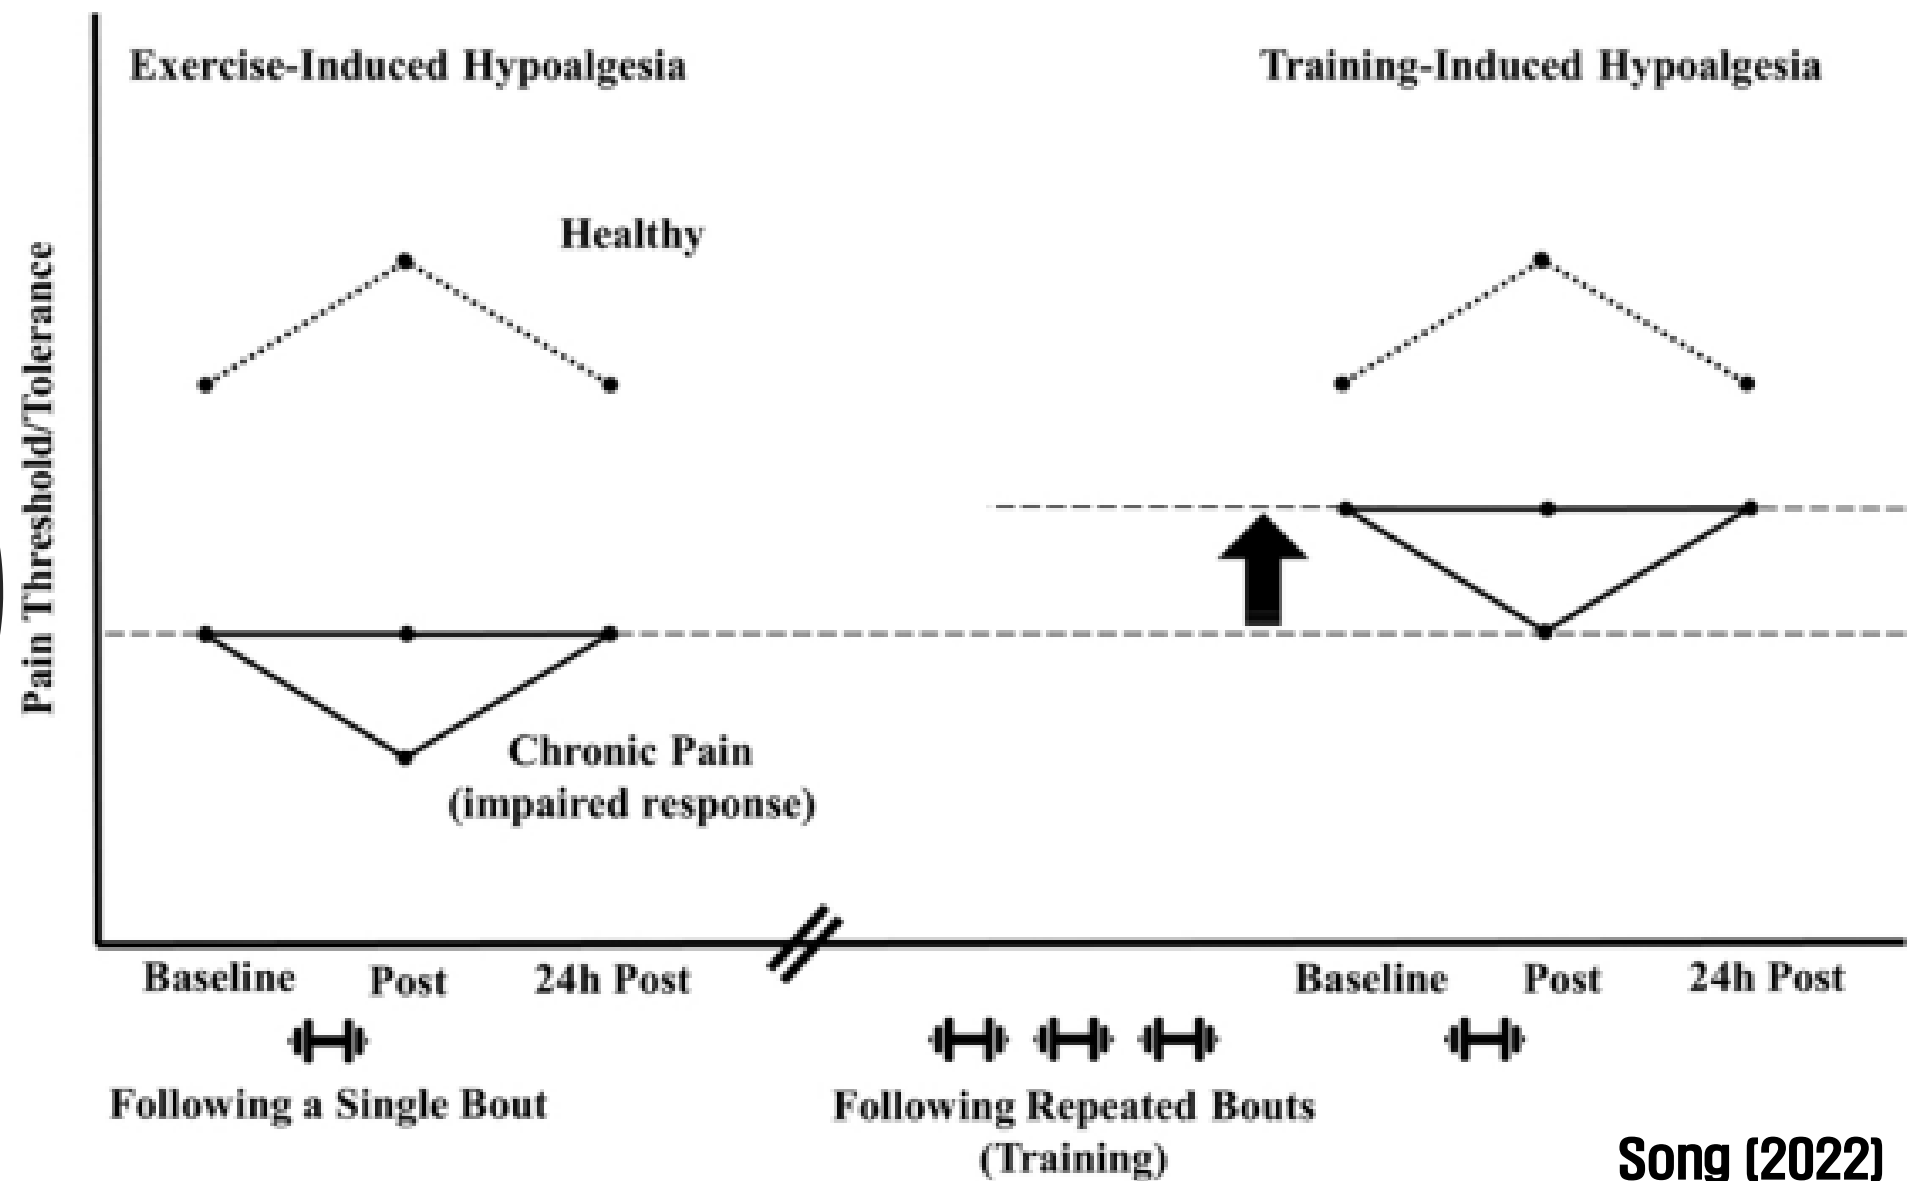 Exercise-Induced Hypoalgesia
Training-Induced Hypoalgesia
Healthy
Pain Threshold/Tolerance
Chronic Pain
(impaired response)
Baseline
Post
24h Post
Baseline
Post
24h Post
Following a Single Bout
Following Repeated Bouts
(Training)
Song (2022)